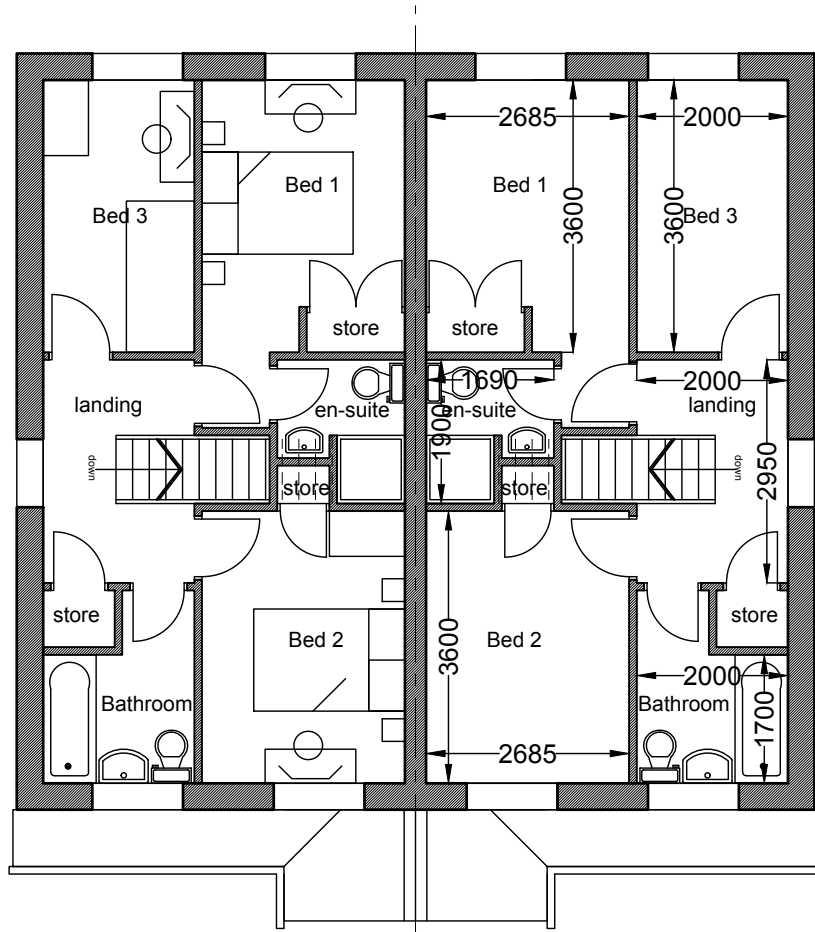 2685
2000
Bed 1
Bed 1
Bed 3
3600
3600
Bed 3
store
store
1690
2000
landing
en-suite
en-suite
landing
1900
down
store
store
down
2950
store
store
Bed 2
3600
Bed 2
2000
Bathroom
Bathroom
1700
2685